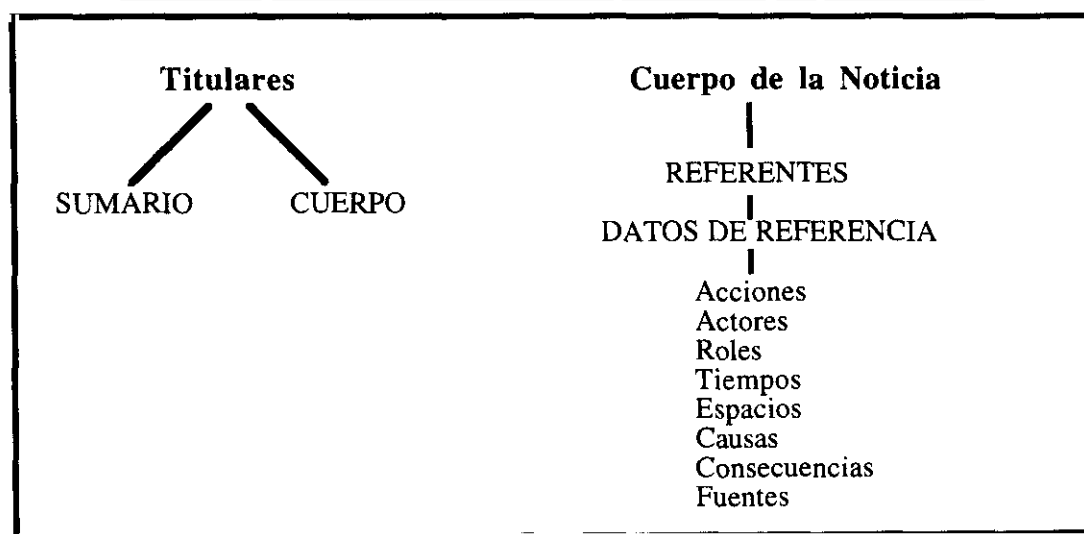 Titulares
SUMARIO
CUERPO
Cuerpo de la Noticia
REFERENTES
DATOS DE REFERENCIA
Acciones
Actores
Roles
Tiempos
Espacios
Causas
Consecuencias
Fuentes